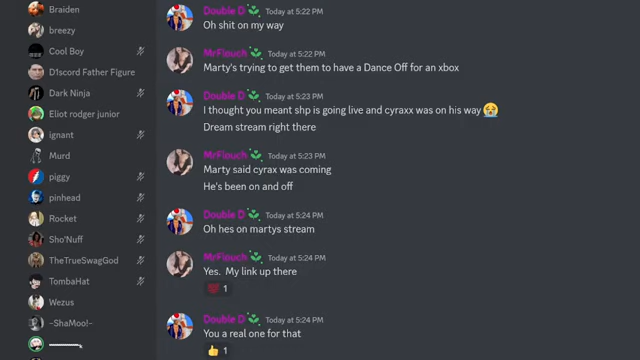 Braiden
breezy
Cool Boy
D1scord Father Figure
Dark Ninja
Eliot rodger junior
ignant
Murd
piggy
pinhead
Rocket
Sho'Nuff
TheTrueSwagGod
TombaHat
Wezus
~ShaMoo!~
Double D Today at 5:22 PM
Oh shit on my way
MrFlouch Today at 5:22 PM
Marty's trying to get them to have a Dance Off for an xbox
Double D Today at 5:23 PM
I thought you meant shp is going live and cyraxx was on his way 😭
Dream stream right there
MrFlouch Today at 5:23 PM
Marty said cyrax was coming
He's been on and off
Double D Today at 5:24 PM
Oh hes on martys stream
MrFlouch Today at 5:24 PM
Yes. My link up there
1
Double D Today at 5:24 PM
You a real one for that
1